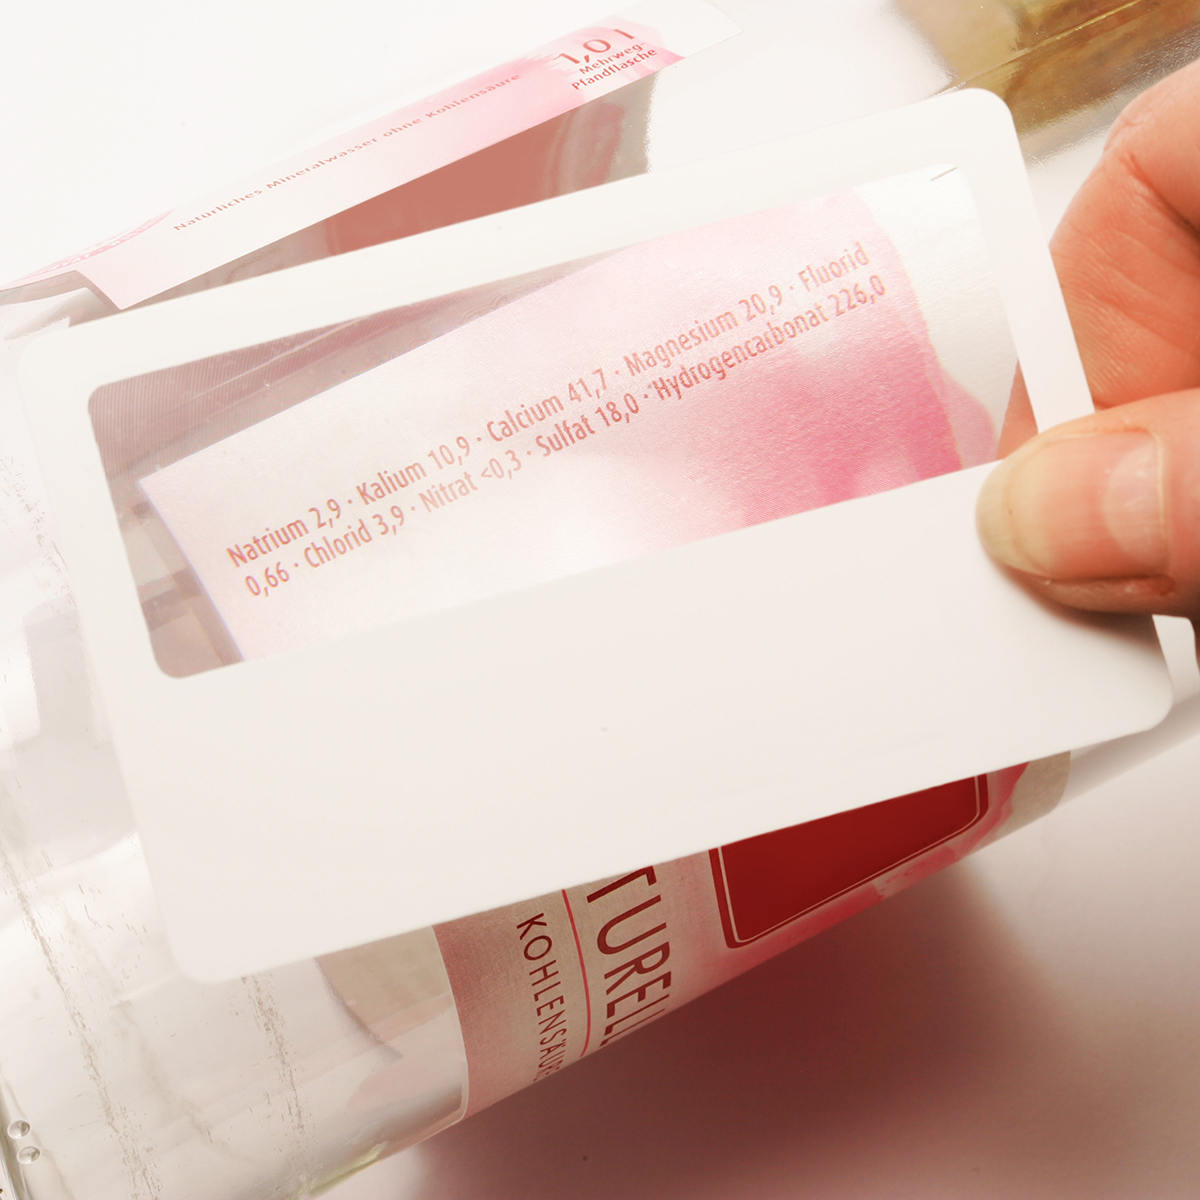 1,0 l
Mehrweg-
Pfandflasche
Natürliches Mineralwasser ohne Kohlensäure
Natrium 2,9 · Kalium 10,9 · Calcium 41,7 · Magnesium 20,9 · Fluorid
0,66 · Chlorid 3,9 · Nitrat <0,3 · Sulfat 18,0 · Hydrogencarbonat 226,0
TURELL
KOHLENSÄURE